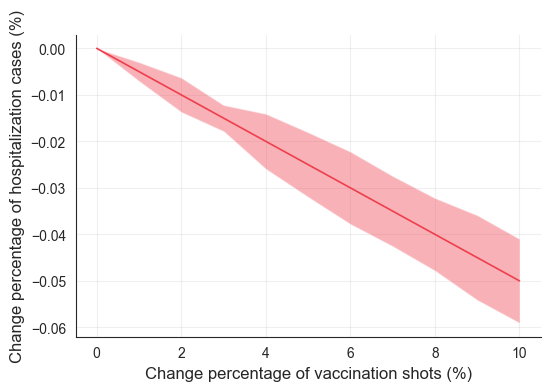 Change percentage of hospitalization cases (%)
0.00
−0.01
−0.02
−0.03
−0.04
−0.05
−0.06
0 2 4 6 8 10
Change percentage of vaccination shots (%)